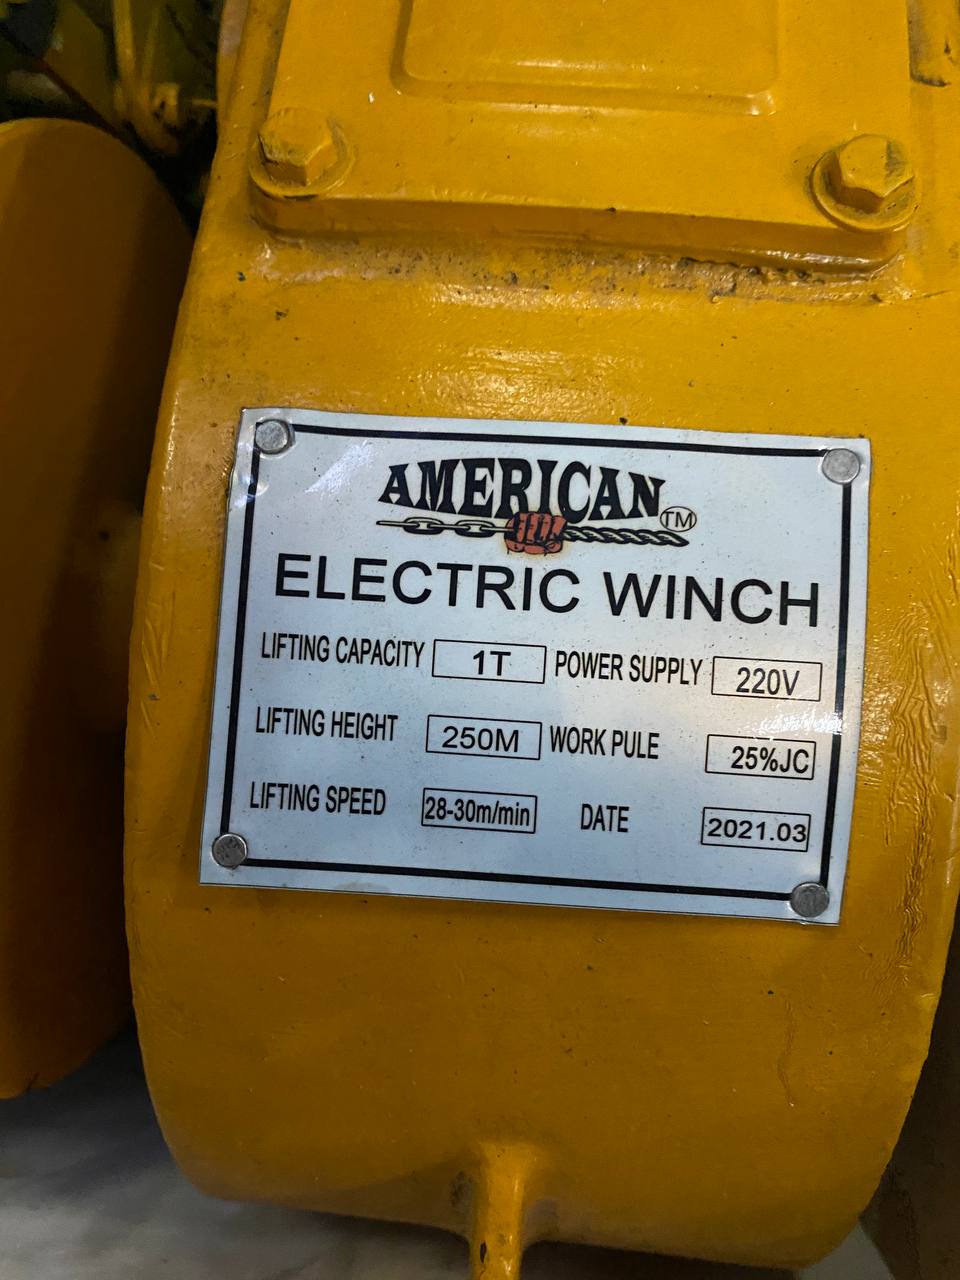 AMERICAN
TM
ELECTRIC WINCH
LIFTING CAPACITY 1T POWER SUPPLY 220V
LIFTING HEIGHT 250M WORK PULE 25%JC
LIFTING SPEED 28-30m/min DATE 2021.03